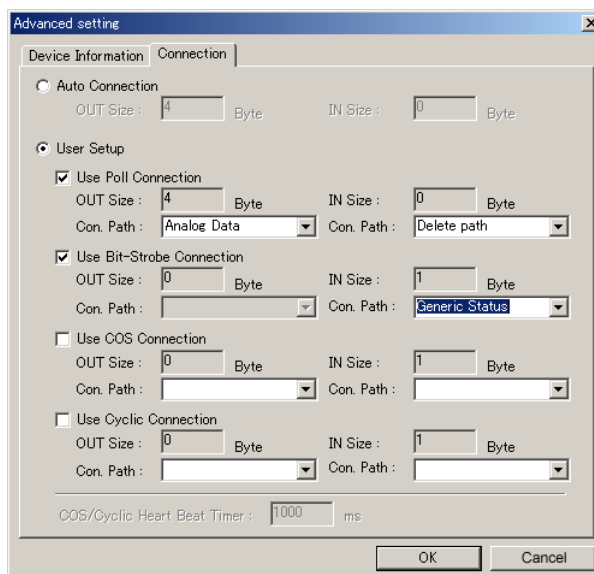 Advanced setting
Device Information Connection
Auto Connection
OUT Size : 4 Byte IN Size : 0 Byte
User Setup
Use Poll Connection
OUT Size : 4 Byte IN Size : 0 Byte
Con. Path : Analog Data Con. Path : Delete path
Use Bit-Strobe Connection
OUT Size : 0 Byte IN Size : 1 Byte
Con. Path : Con. Path : Generic Status
Use COS Connection
OUT Size : 0 Byte IN Size : 1 Byte
Con. Path : Con. Path :
Use Cyclic Connection
OUT Size : 0 Byte IN Size : 1 Byte
Con. Path : Con. Path :
COS/Cyclic Heart Beat Timer : 1000 ms
OK Cancel